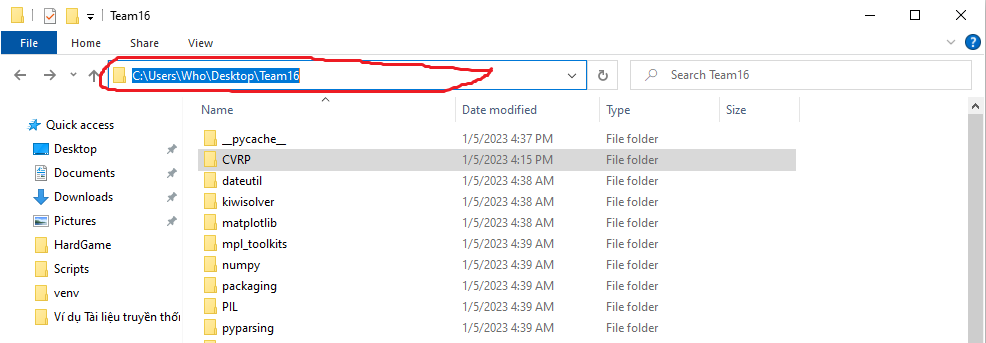 Team16
File Home Share View
C:\Users\Who\Desktop\Team16 Search Team16
Name Date modified Type Size
Quick access
Desktop
Documents
Downloads
Pictures
HardGame
Scripts
venv
Ví dụ Tài liệu truyền thốn
__pycache__ 1/5/2023 4:37 PM File folder
CVRP 1/5/2023 4:15 PM File folder
dateutil 1/5/2023 4:38 AM File folder
kiwisolver 1/5/2023 4:38 AM File folder
matplotlib 1/5/2023 4:38 AM File folder
mpl_toolkits 1/5/2023 4:39 AM File folder
numpy 1/5/2023 4:39 AM File folder
packaging 1/5/2023 4:39 AM File folder
PIL 1/5/2023 4:39 AM File folder
pyparsing 1/5/2023 4:39 AM File folder